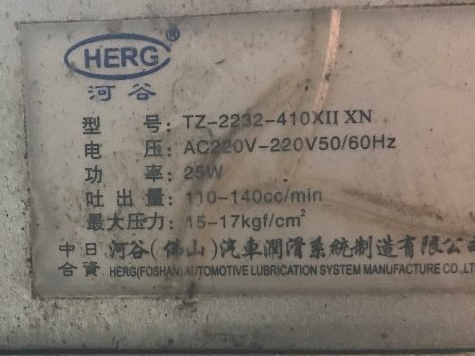 HERG®
河谷
型 号: TZ-2232-410XII XN
电 压: AC220V-220V50/60Hz
功 率: 25W
吐出量: 110-140cc/min
最大压力: 15-17kgf/cm²
中日合資 河谷(佛山)汽車潤滑系統制造有限公司
HERG(FOSHAN)AUTOMOTIVE LUBRICATION SYSTEM MANUFACTURE CO.,LT